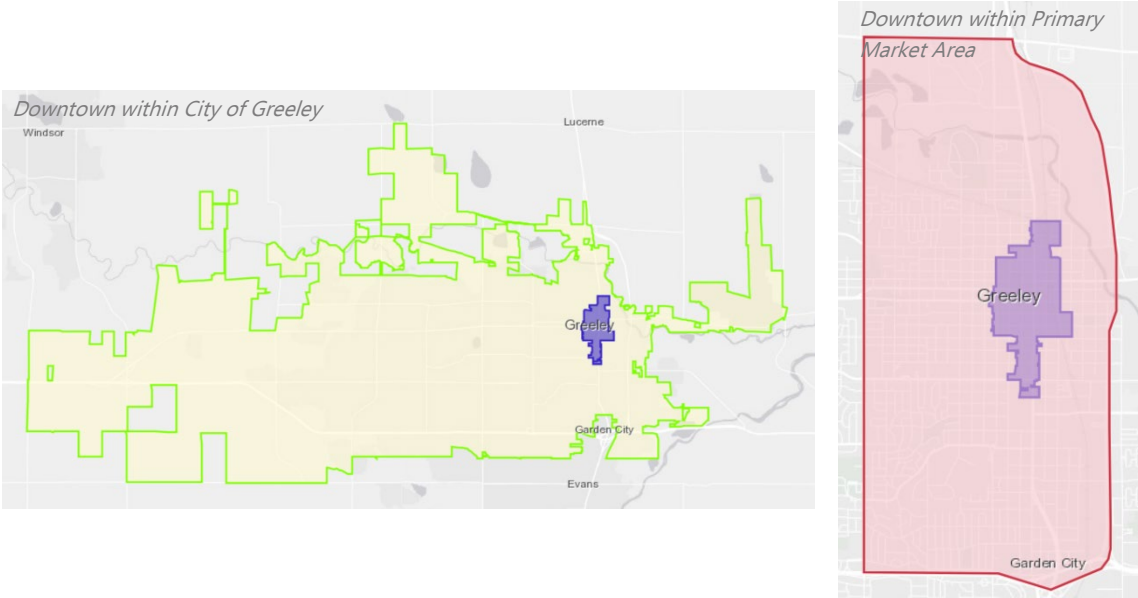 Downtown within City of Greeley
Windsor
Lucerne
Greeley
Garden City
Evans
Downtown within Primary
Market Area
Greeley
Garden City